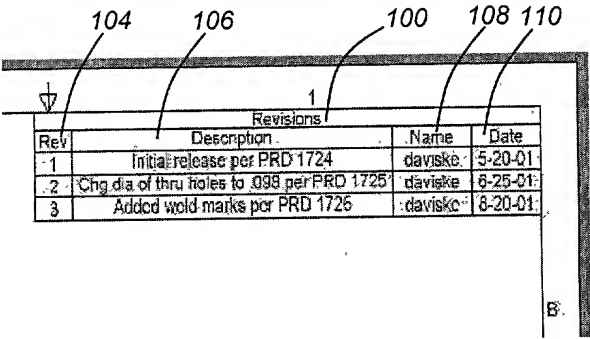 104 106 100 108 110
1
Revisions
Rev Description Name Date
1 Initial release per PRD 1724 daviske 5-20-01
2 Chg dia of thru holes to .098 per PRD 1725 daviske 6-25-01
3 Added weld marks per PRD 1726 daviske 8-20-01
B